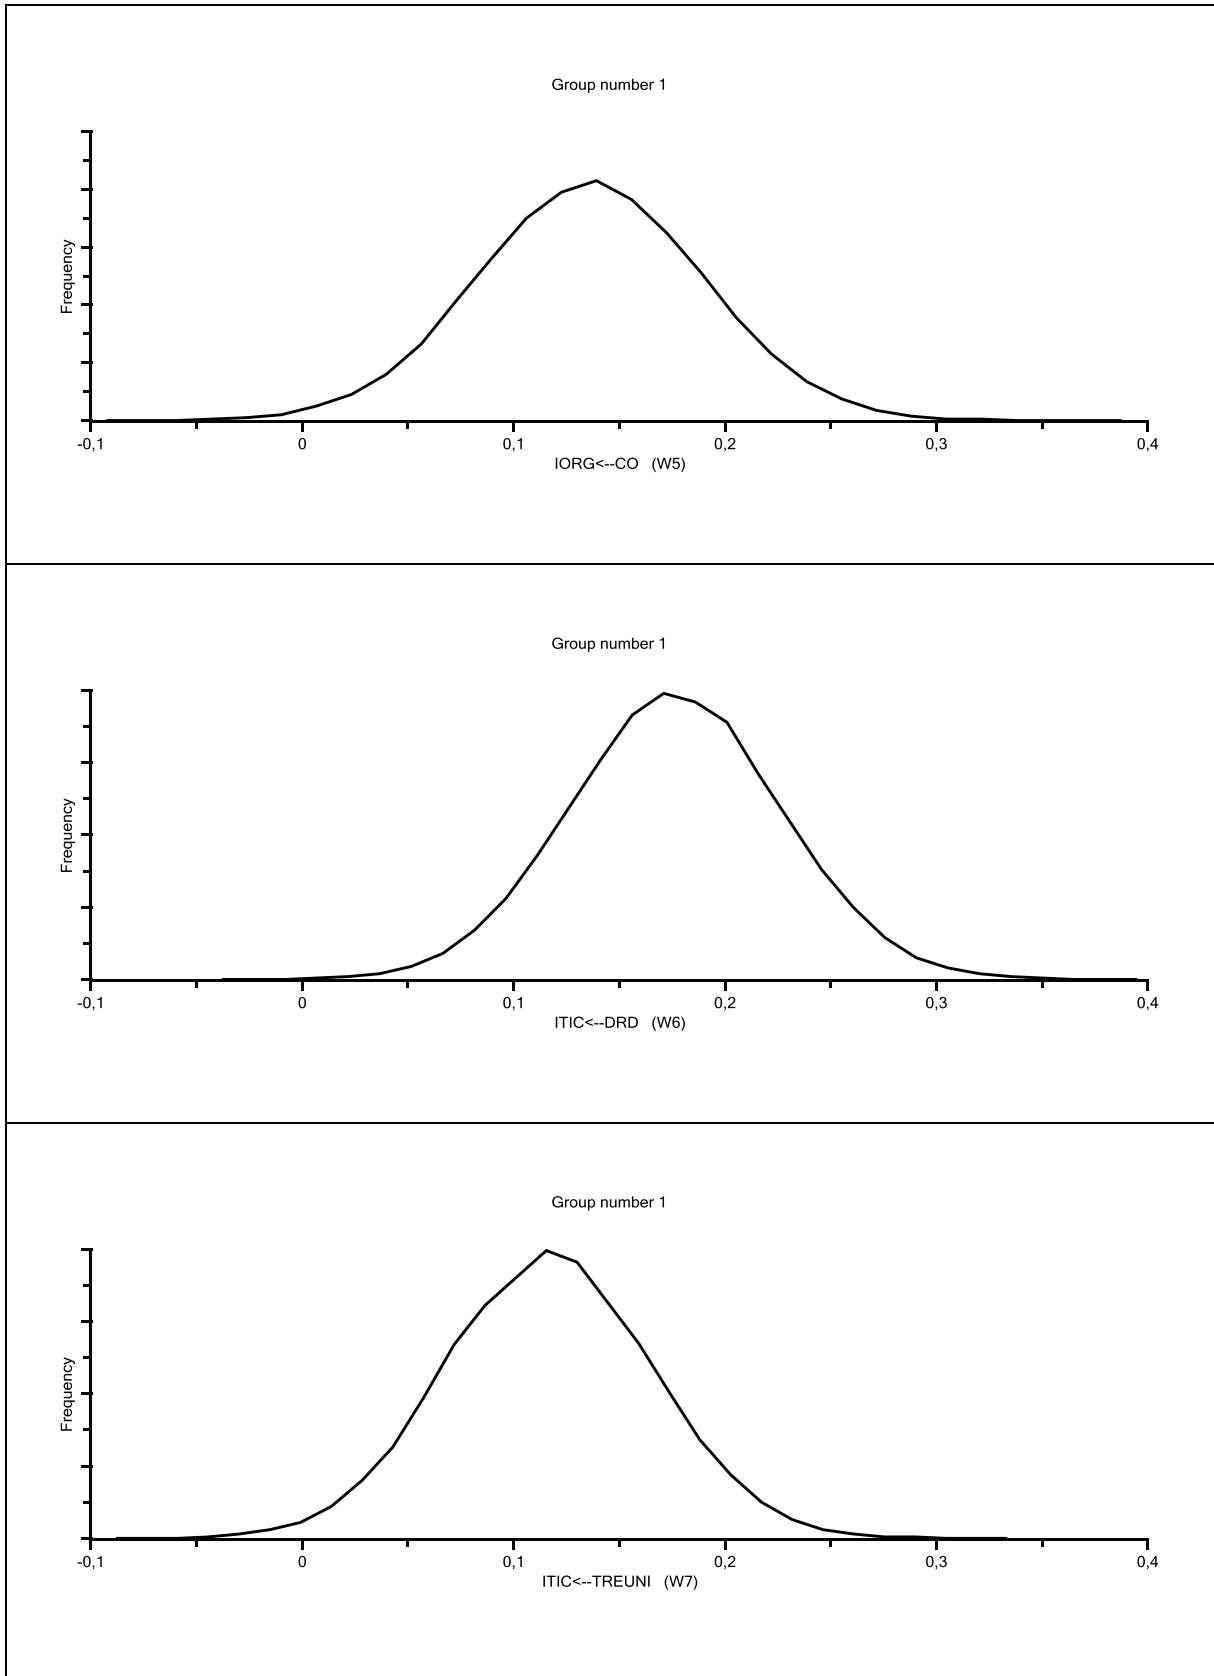 Group number 1
Frequency
-0,1 0 0,1 0,2 0,3 0,4
IORG<--CO (W5)
Group number 1
Frequency
-0,1 0 0,1 0,2 0,3 0,4
ITIC<--DRD (W6)
Group number 1
Frequency
-0,1 0 0,1 0,2 0,3 0,4
ITIC<--TREUNI (W7)